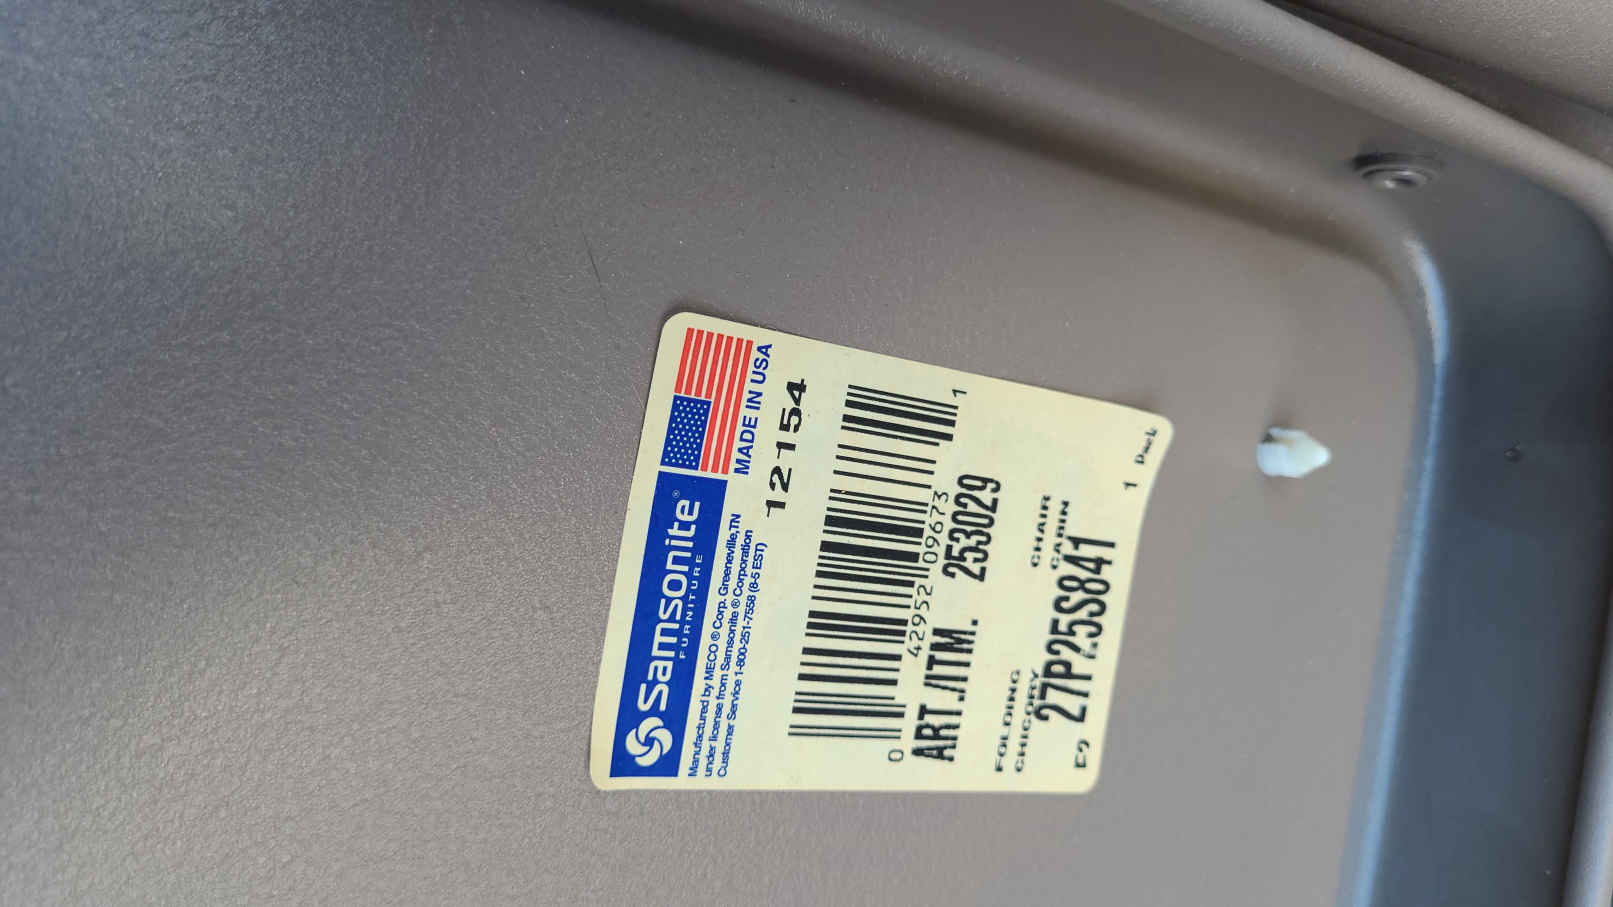 Samsonite®
FURNITURE
MADE IN USA
Manufactured by MECO ® Corp. Greeneville, TN
under license from Samsonite ® Corporation
Customer Service 1-800-251-7558 (8-5 EST)
12154
0 42952 09673 1
ART./ITM. 253029
FOLDING CHAIR
CHICORY CABIN
27P25S841
1 Pack